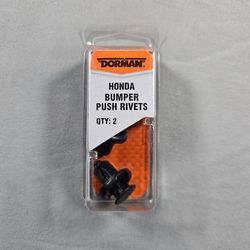 DORMAN
HONDA
BUMPER
PUSH RIVETS
QTY: 2